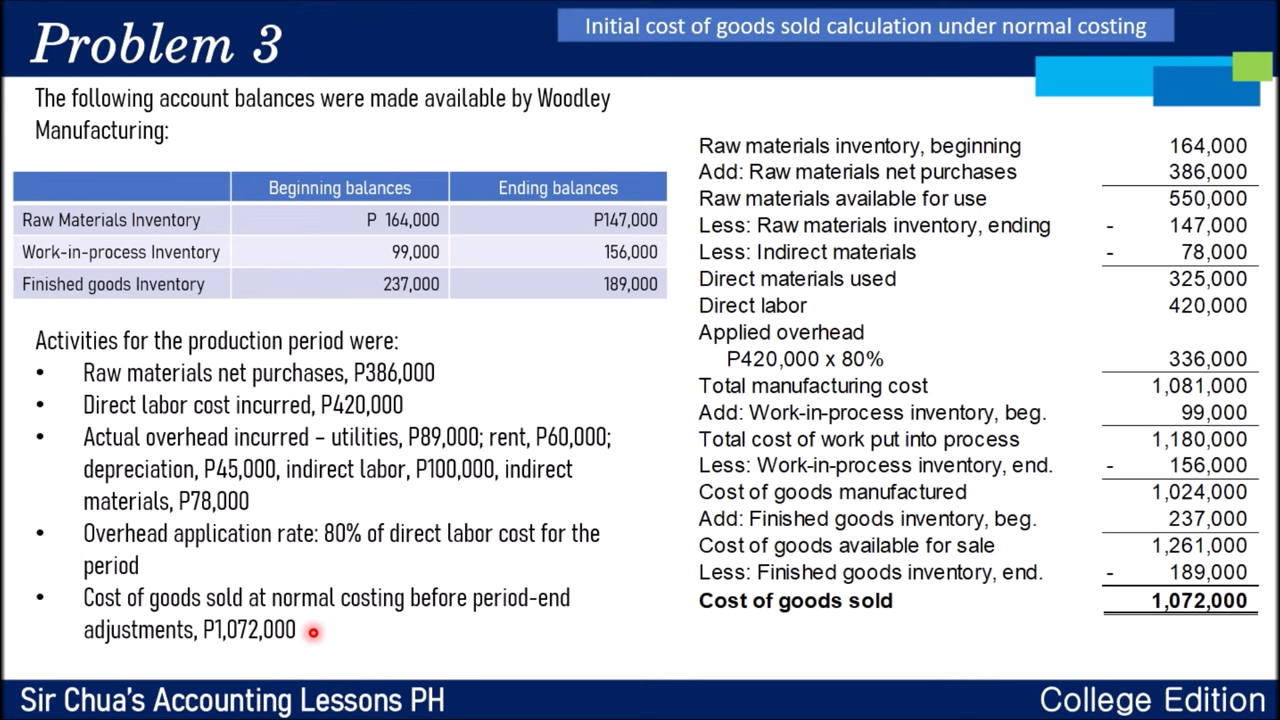 Problem 3
Initial cost of goods sold calculation under normal costing
The following account balances were made available by Woodley
Manufacturing:
Beginning balances Ending balances
Raw Materials Inventory P 164,000 P147,000
Work-in-process Inventory 99,000 156,000
Finished goods Inventory 237,000 189,000
Activities for the production period were:
• Raw materials net purchases, P386,000
• Direct labor cost incurred, P420,000
• Actual overhead incurred – utilities, P89,000; rent, P60,000;
depreciation, P45,000, indirect labor, P100,000, indirect
materials, P78,000
• Overhead application rate: 80% of direct labor cost for the
period
• Cost of goods sold at normal costing before period-end
adjustments, P1,072,000
Raw materials inventory, beginning 164,000
Add: Raw materials net purchases 386,000
Raw materials available for use 550,000
Less: Raw materials inventory, ending - 147,000
Less: Indirect materials - 78,000
Direct materials used 325,000
Direct labor 420,000
Applied overhead
P420,000 x 80% 336,000
Total manufacturing cost 1,081,000
Add: Work-in-process inventory, beg. 99,000
Total cost of work put into process 1,180,000
Less: Work-in-process inventory, end. - 156,000
Cost of goods manufactured 1,024,000
Add: Finished goods inventory, beg. 237,000
Cost of goods available for sale 1,261,000
Less: Finished goods inventory, end. - 189,000
Cost of goods sold 1,072,000
Sir Chua's Accounting Lessons PH
College Edition